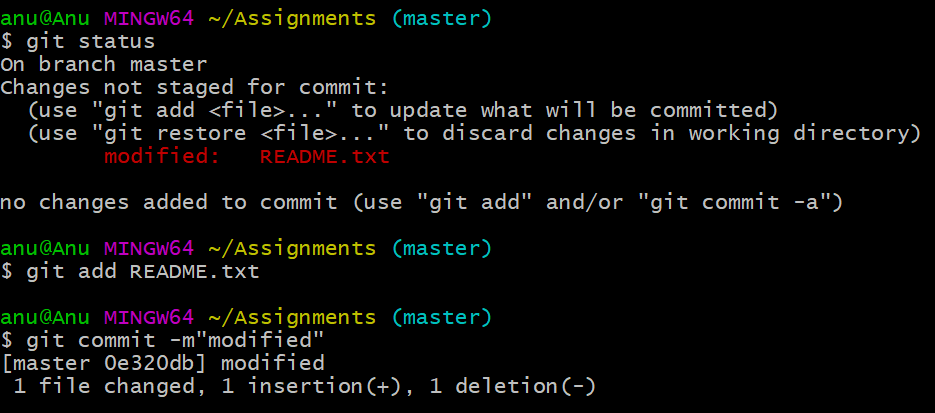 anu@Anu MINGW64 ~/Assignments (master)
$ git status
On branch master
Changes not staged for commit:
  (use "git add <file>..." to update what will be committed)
  (use "git restore <file>..." to discard changes in working directory)
        modified:   README.txt

no changes added to commit (use "git add" and/or "git commit -a")

anu@Anu MINGW64 ~/Assignments (master)
$ git add README.txt

anu@Anu MINGW64 ~/Assignments (master)
$ git commit -m"modified"
[master 0e320db] modified
 1 file changed, 1 insertion(+), 1 deletion(-)